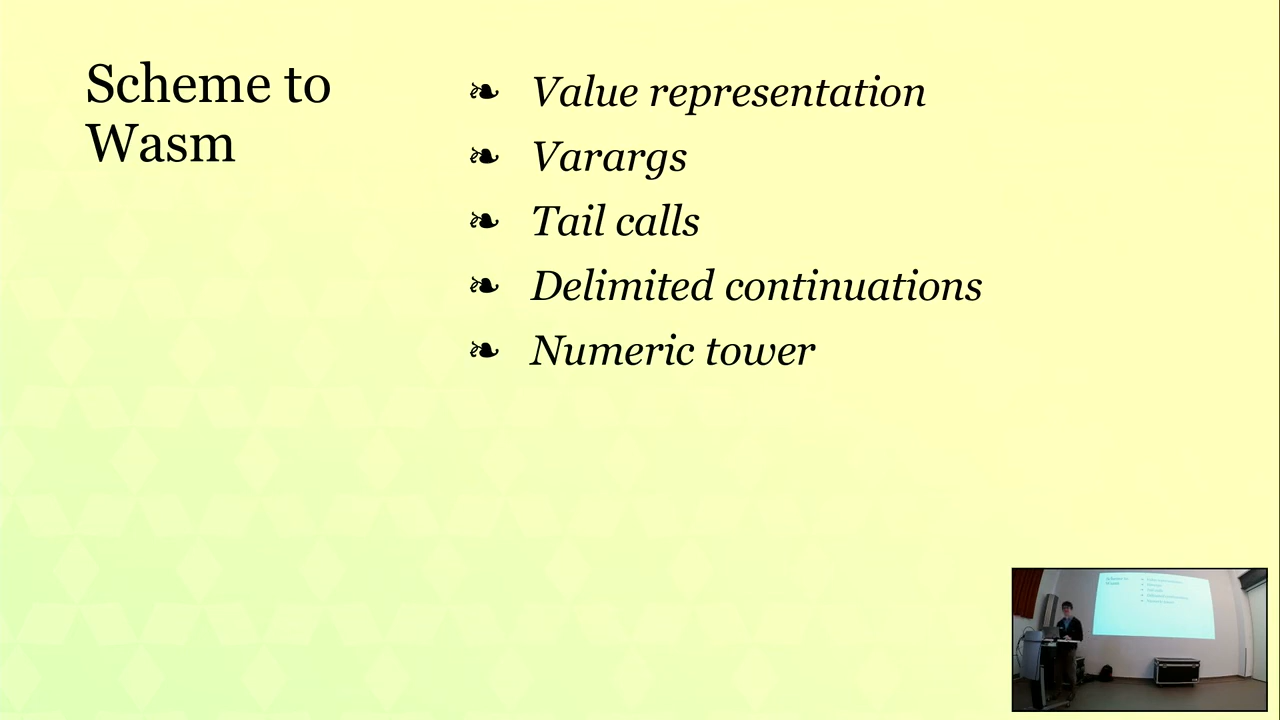 Scheme to
Wasm
❧ Value representation
❧ Varargs
❧ Tail calls
❧ Delimited continuations
❧ Numeric tower